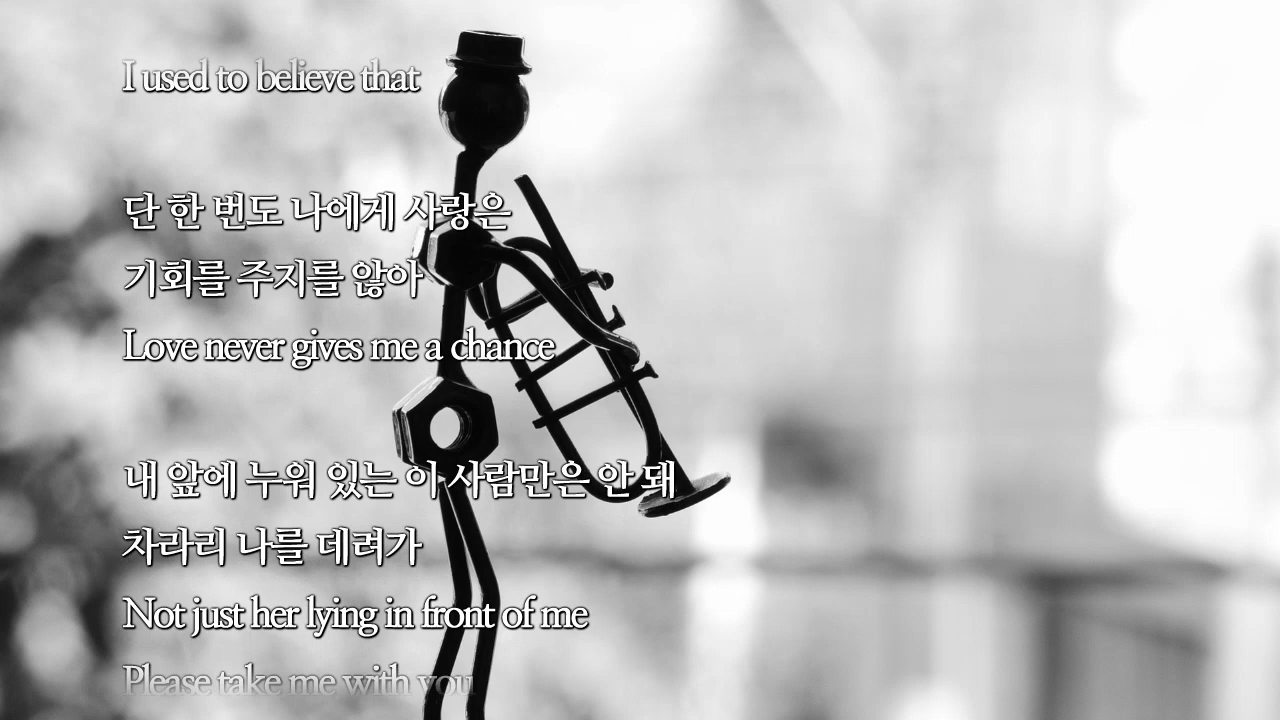 I used to believe that
단 한 번도 나에게 사랑은
기회를 주지를 않아
Love never gives me a chance
내 앞에 누워 있는 이 사람만은 안 돼
차라리 나를 데려가
Not just her lying in front of me
Please take me with you